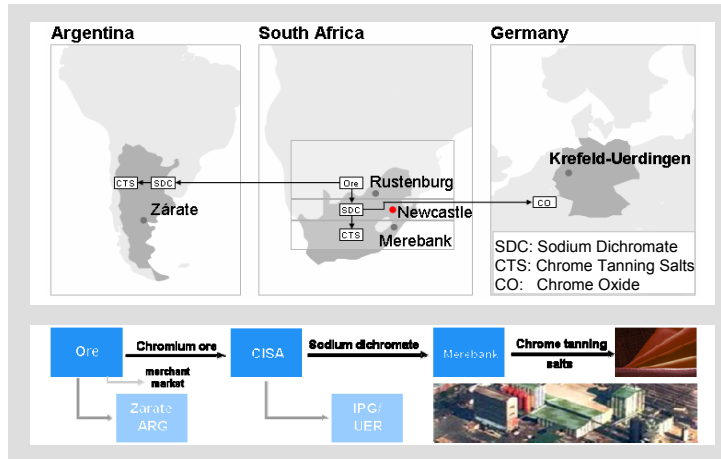 Argentina
South Africa
Germany
CTS
SDC
Zárate
Ore
Rustenburg
SDC
Newcastle
CTS
Merebank
Krefeld-Uerdingen
CO
SDC: Sodium Dichromate
CTS: Chrome Tanning Salts
CO: Chrome Oxide
Ore
Chromium ore
merchant
market
CISA
Sodium dichromate
Merebank
Chrome tanning
salts
Zarate
ARG
IPG/
UER